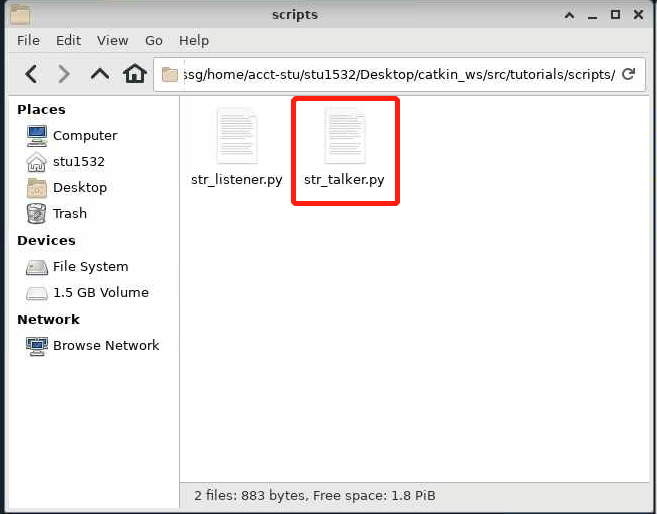 scripts
File Edit View Go Help
ssg/home/acct-stu/stu1532/Desktop/catkin_ws/src/tutorials/scripts/
Places
Computer
stu1532
Desktop
Trash
Devices
File System
1.5 GB Volume
Network
Browse Network
str_listener.py
str_talker.py
2 files: 883 bytes, Free space: 1.8 PiB